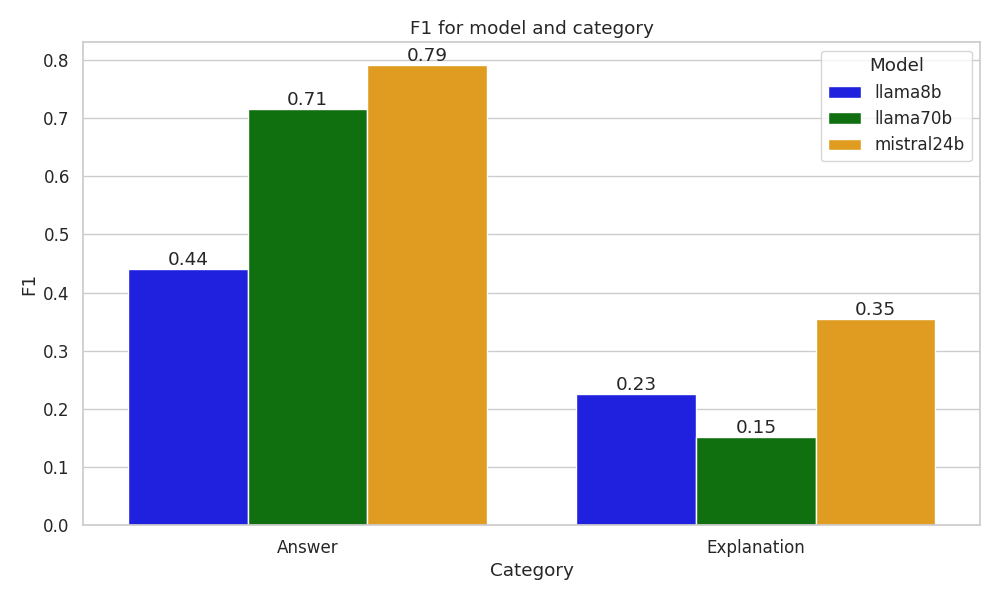 F1 for model and category
Model
llama8b
llama70b
mistral24b
F1
0.8
0.7
0.6
0.5
0.4
0.3
0.2
0.1
0.0
0.44
0.71
0.79
0.23
0.15
0.35
Answer
Explanation
Category